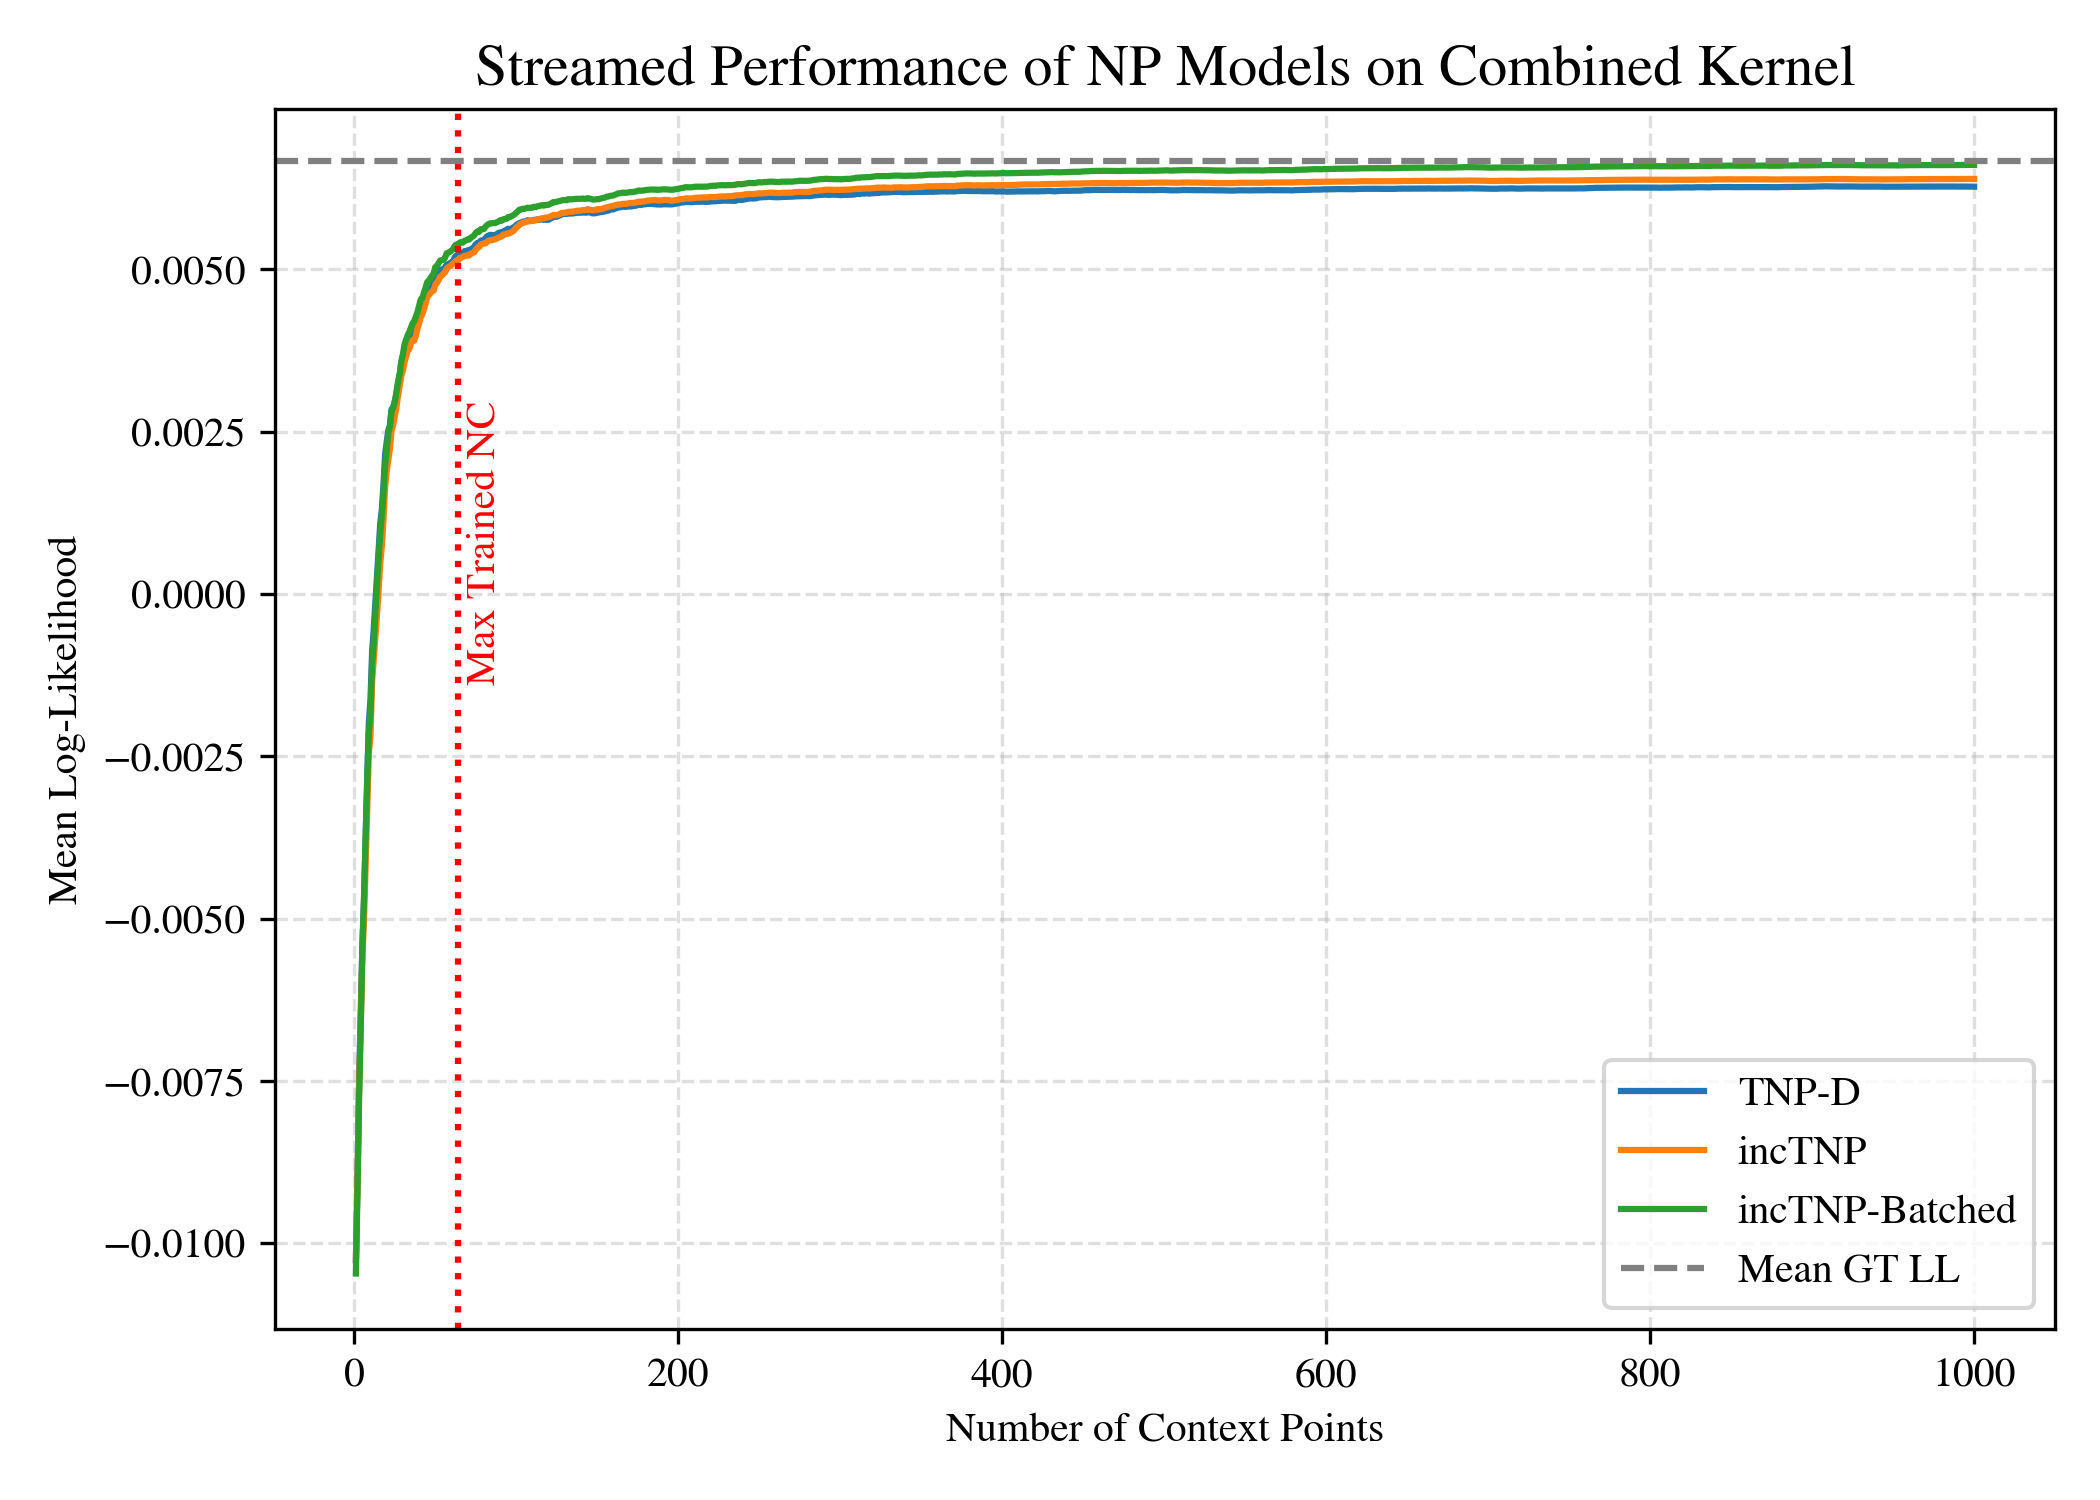 Streamed Performance of NP Models on Combined Kernel
Mean Log-Likelihood
0.0050
0.0025
0.0000
−0.0025
−0.0050
−0.0075
−0.0100
Max Trained NC
TNP-D
incTNP
incTNP-Batched
Mean GT LL
0
200
400
600
800
1000
Number of Context Points